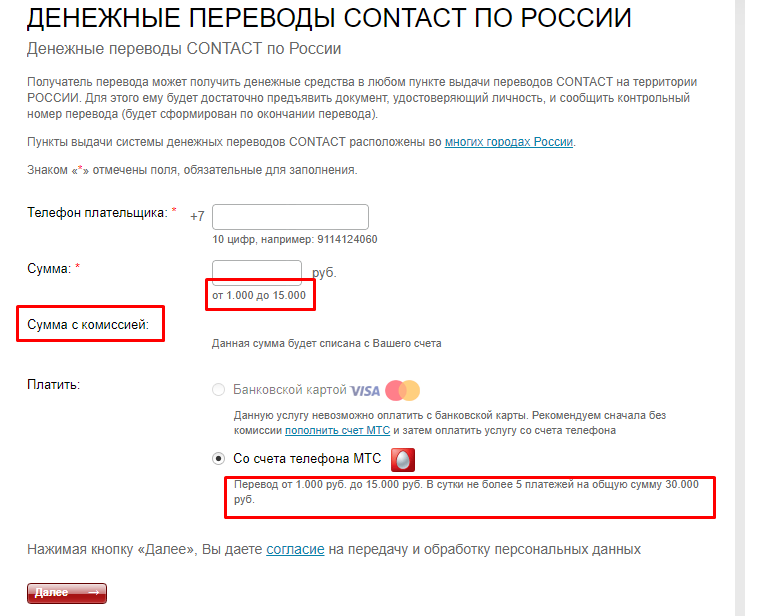 ДЕНЕЖНЫЕ ПЕРЕВОДЫ CONTACT ПО РОССИИ
Денежные переводы CONTACT по России
Получатель перевода может получить денежные средства в любом пункте выдачи переводов CONTACT на территории
РОССИИ. Для этого ему будет достаточно предъявить документ, удостоверяющий личность, и сообщить контрольный
номер перевода (будет сформирован по окончании перевода).
Пункты выдачи системы денежных переводов CONTACT расположены во многих городах России.
Знаком «*» отмечены поля, обязательные для заполнения.
Телефон плательщика: * +7
10 цифр, например: 9114124060
Сумма: * руб.
от 1.000 до 15.000
Сумма с комиссией:
Данная сумма будет списана с Вашего счета
Платить: Банковской картой VISA
Данную услугу невозможно оплатить с банковской карты. Рекомендуем сначала без
комиссии пополнить счет МТС и затем оплатить услугу со счета телефона
Со счета телефона МТС
Перевод от 1.000 руб. до 15.000 руб. В сутки не более 5 платежей на общую сумму 30.000
руб.
Нажимая кнопку «Далее», Вы даете согласие на передачу и обработку персональных данных
Далее →